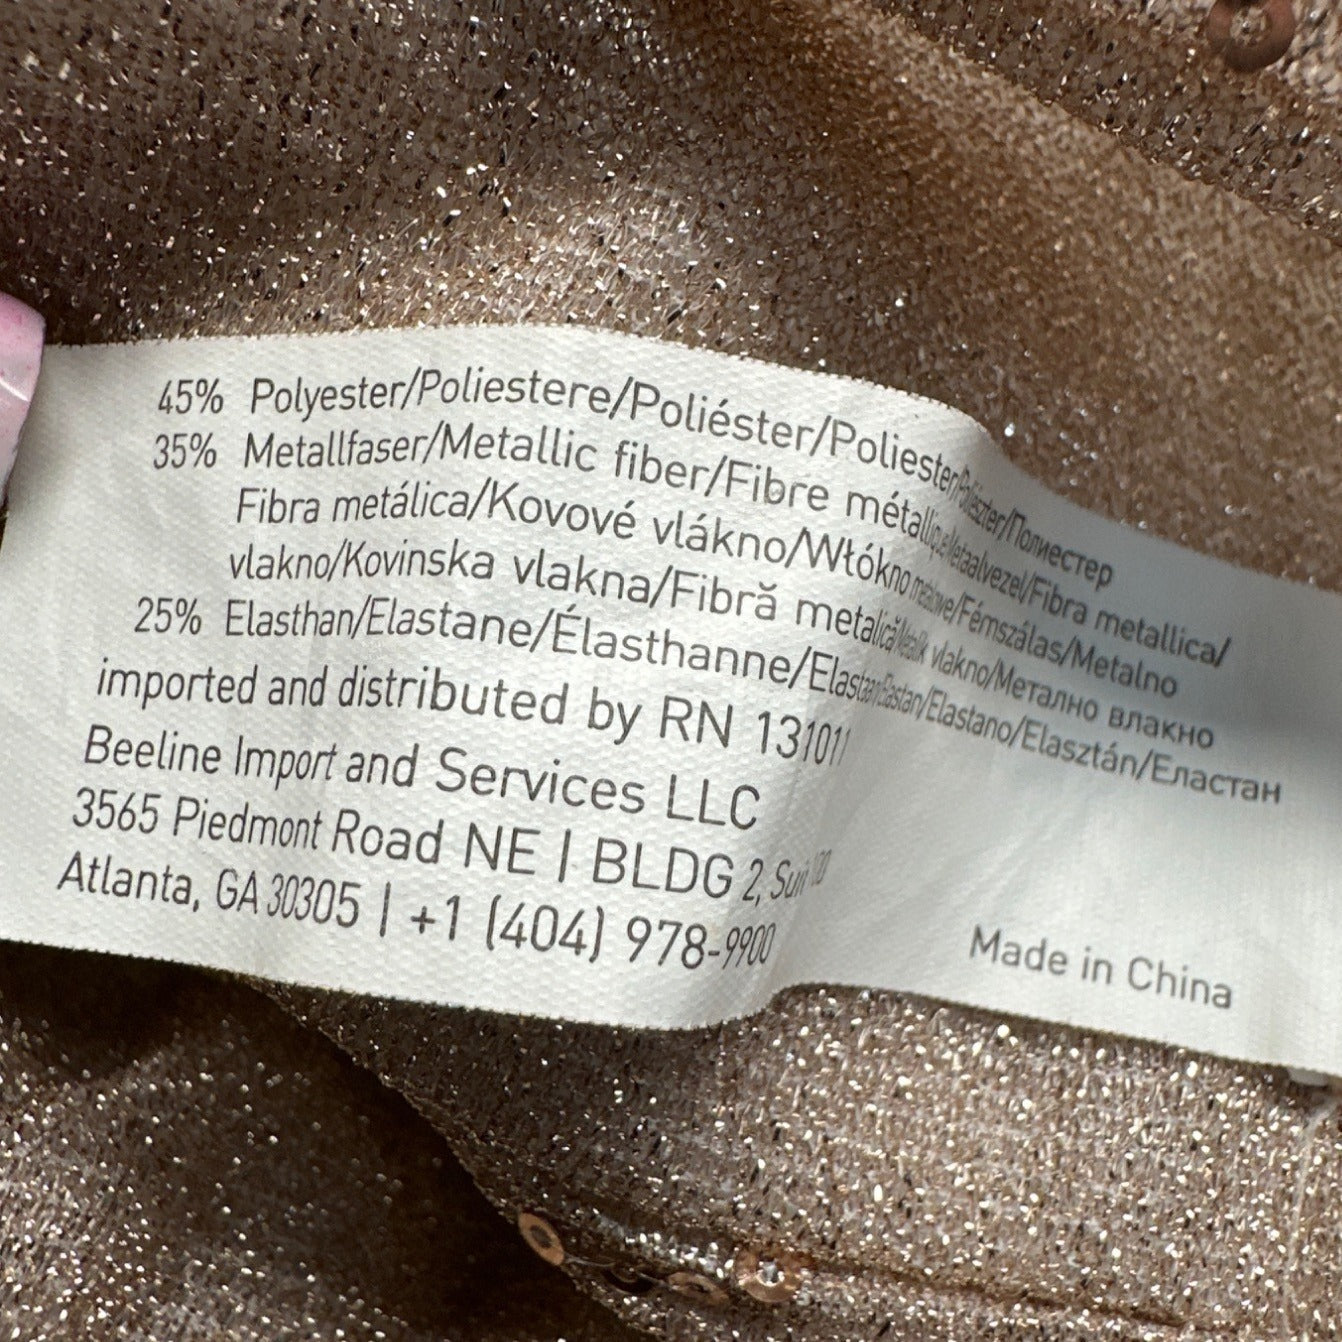 45% Polyester/Poliestere/Poliéster/Poliester/Poliészter/Полиестер
35% Metallfaser/Metallic fiber/Fibre métallique/Metaalvezel/Fibra metallica/
Fibra metálica/Kovové vlákno/Włókno metalowe/Fémszálas/Metalno
vlakno/Kovinska vlakna/Fibră metalică/Metalik vlakno/Метално влакно
25% Elasthan/Elastane/Élasthanne/Elastan/Elastan/Elastano/Elasztán/Еластан
imported and distributed by RN 131011
Beeline Import and Services LLC
3565 Piedmont Road NE | BLDG 2,
Atlanta, GA 30305 | +1 (404) 978-9900
Made in China